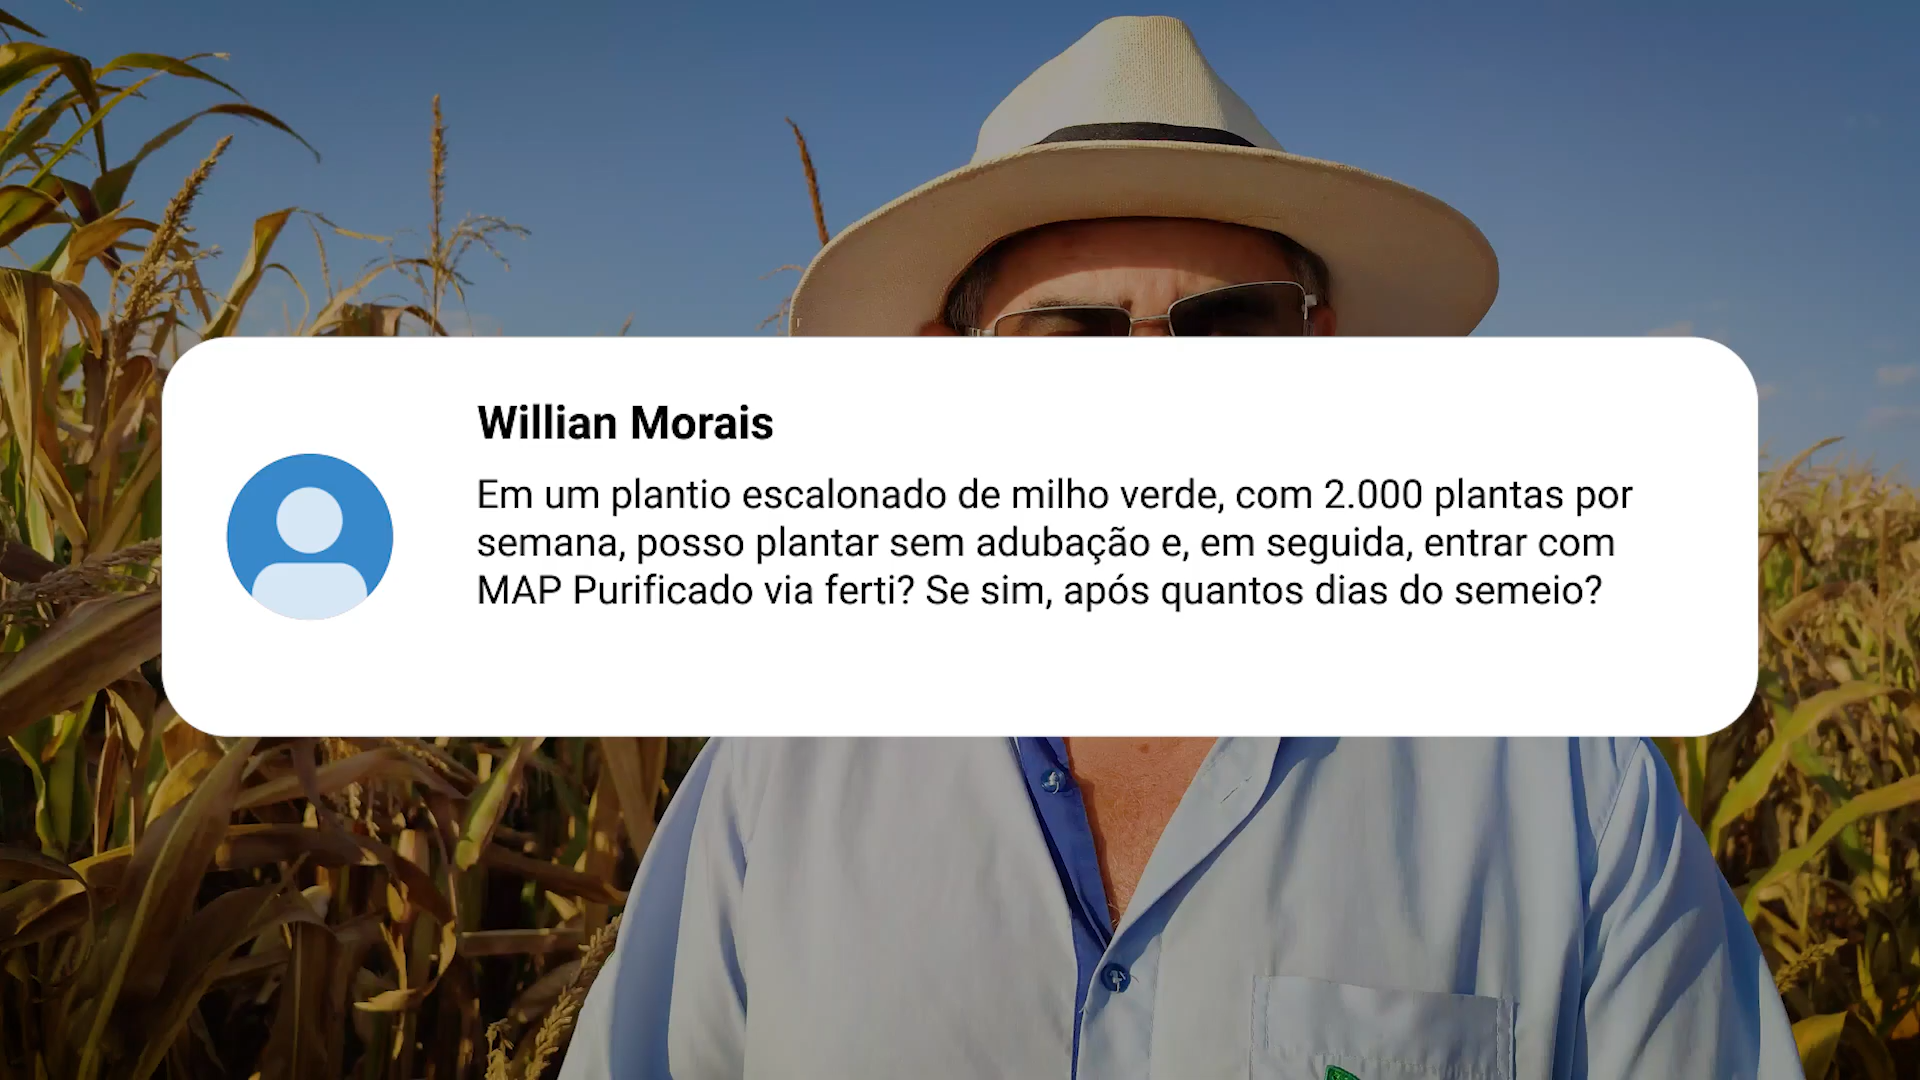 Willian Morais
Em um plantio escalonado de milho verde, com 2.000 plantas por
semana, posso plantar sem adubação e, em seguida, entrar com
MAP Purificado via ferti? Se sim, após quantos dias do semeio?